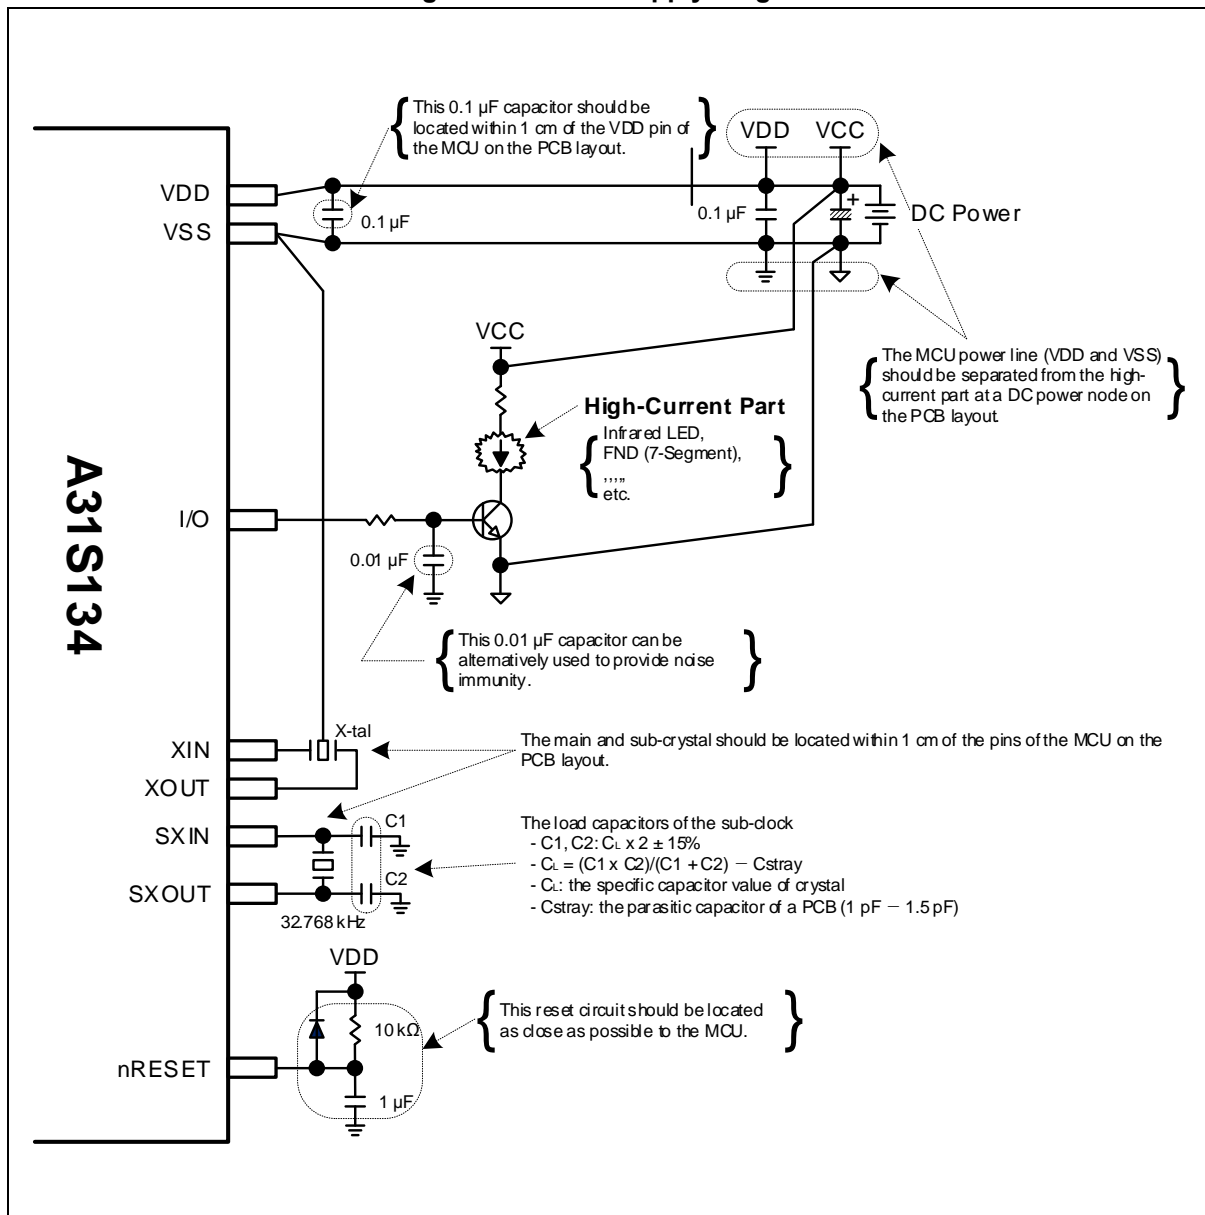 This 0.1 µF capacitor should be
located within 1 cm of the VDD pin of
the MCU on the PCB layout.
VDD
VCC
VDD
VSS
0.1 µF
0.1 µF
+
DC Power
VCC
The MCU power line (VDD and VSS)
should be separated from the high-
current part at a DC power node on
the PCB layout.
High-Current Part
Infrared LED,
FND (7-Segment),
,,,,,
etc.
A31S134
I/O
0.01 µF
This 0.01 µF capacitor can be
alternatively used to provide noise
immunity.
X-tal
XIN
XOUT
The main and sub-crystal should be located within 1 cm of the pins of the MCU on the
PCB layout.
SXIN
C1
SXOUT
C2
32.768 kHz
The load capacitors of the sub-clock
- C1, C2: CL x 2 ± 15%
- CL = (C1 x C2)/(C1 + C2) − Cstray
- CL: the specific capacitor value of crystal
- Cstray: the parasitic capacitor of a PCB (1 pF − 1.5 pF)
VDD
10 kΩ
nRESET
1 µF
This reset circuit should be located
as close as possible to the MCU.